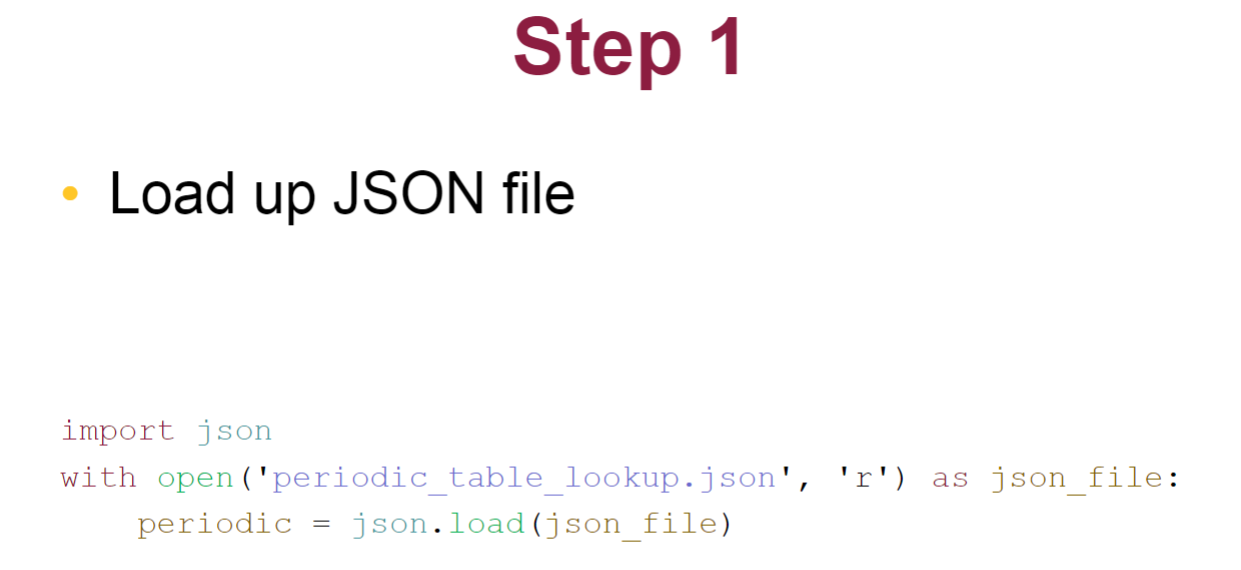 Step 1
• Load up JSON file
import json
with open('periodic_table_lookup.json', 'r') as json_file:
    periodic = json.load(json_file)